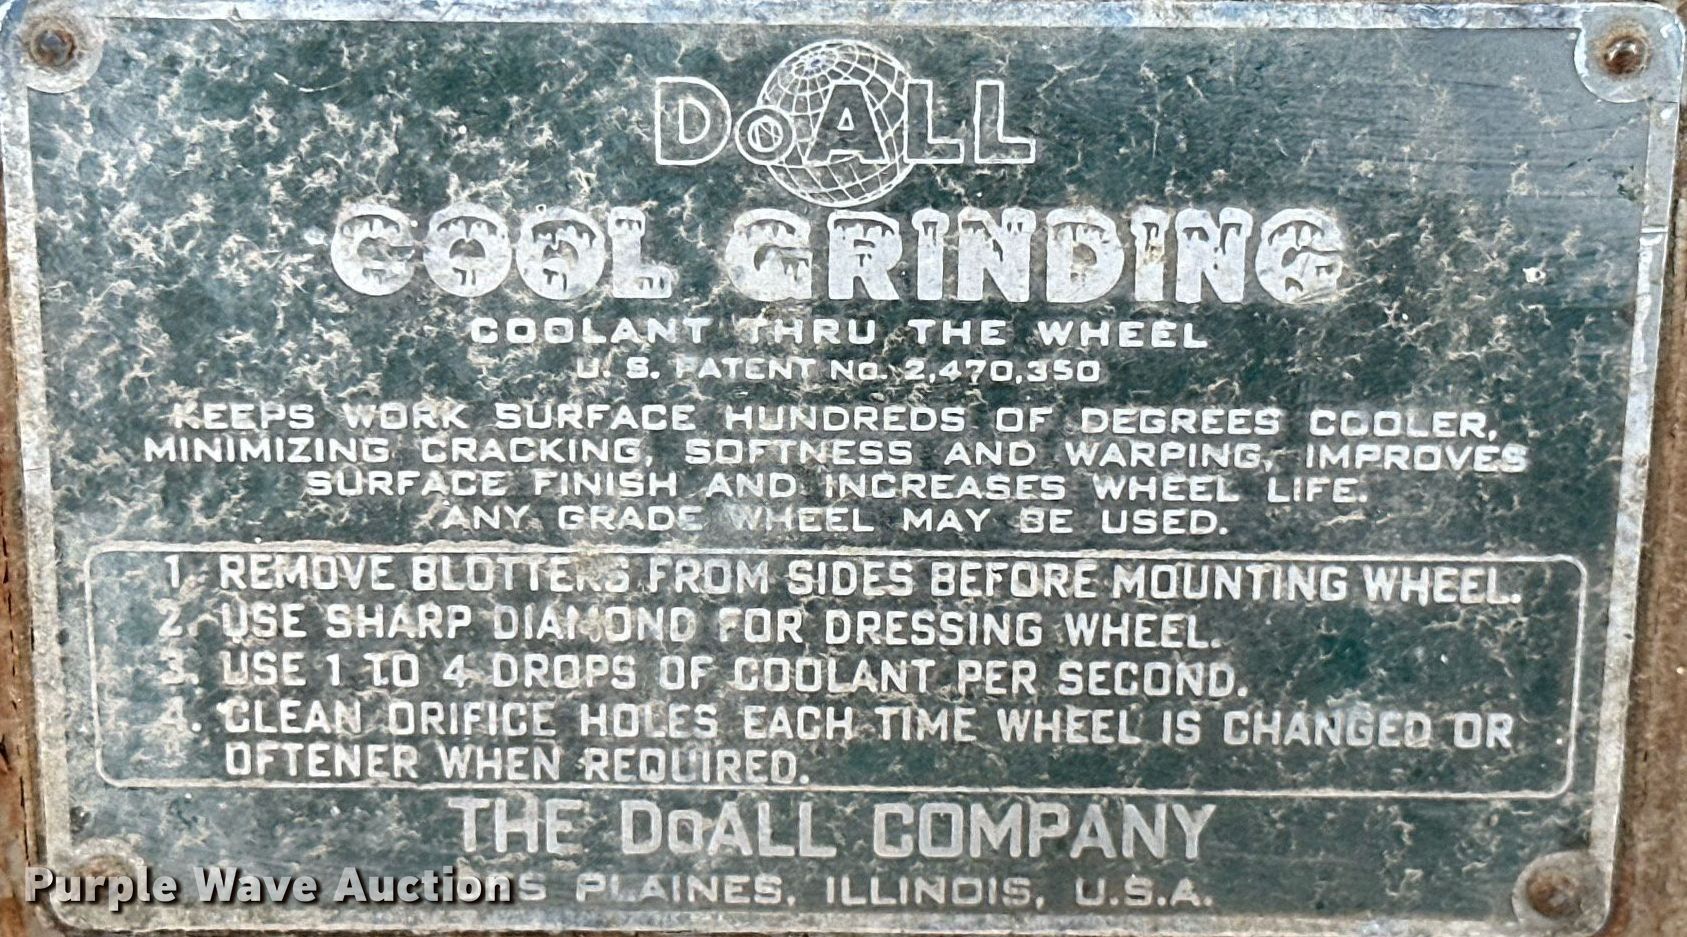 DoALL
COOL GRINDING
COOLANT THRU THE WHEEL
U. S. PATENT No. 2,470,350
KEEPS WORK SURFACE HUNDREDS OF DEGREES COOLER,
MINIMIZING CRACKING, SOFTNESS AND WARPING, IMPROVES
SURFACE FINISH AND INCREASES WHEEL LIFE.
ANY GRADE WHEEL MAY BE USED.
1. REMOVE BLOTTERS FROM SIDES BEFORE MOUNTING WHEEL.
2. USE SHARP DIAMOND FOR DRESSING WHEEL.
3. USE 1 TO 4 DROPS OF COOLANT PER SECOND.
4. CLEAN ORIFICE HOLES EACH TIME WHEEL IS CHANGED OR
OFTENER WHEN REQUIRED.
THE DoALL COMPANY
PLAINES, ILLINOIS, U.S.A.
Purple Wave Auction